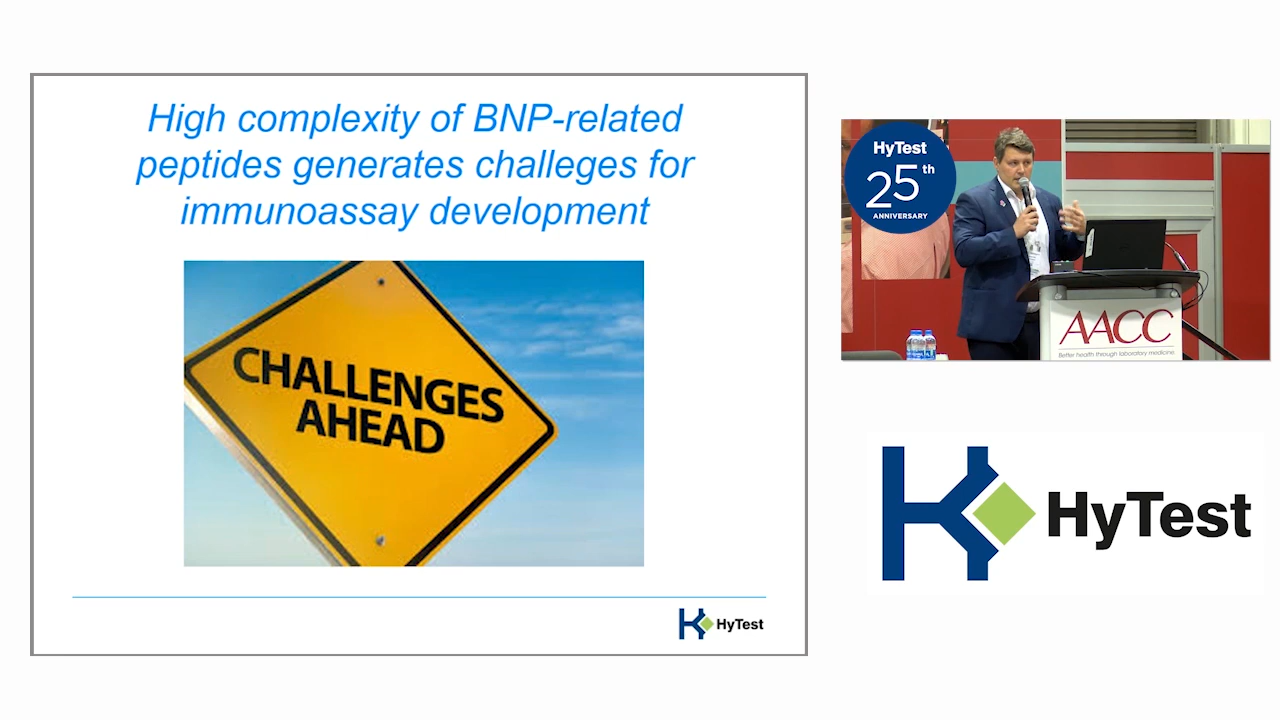 High complexity of BNP-related
peptides generates challeges for
immunoassay development
CHALLENGES
AHEAD
HyTest
HyTest
25th
ANNIVERSARY
AACC
Better health through laboratory medicine.
HyTest